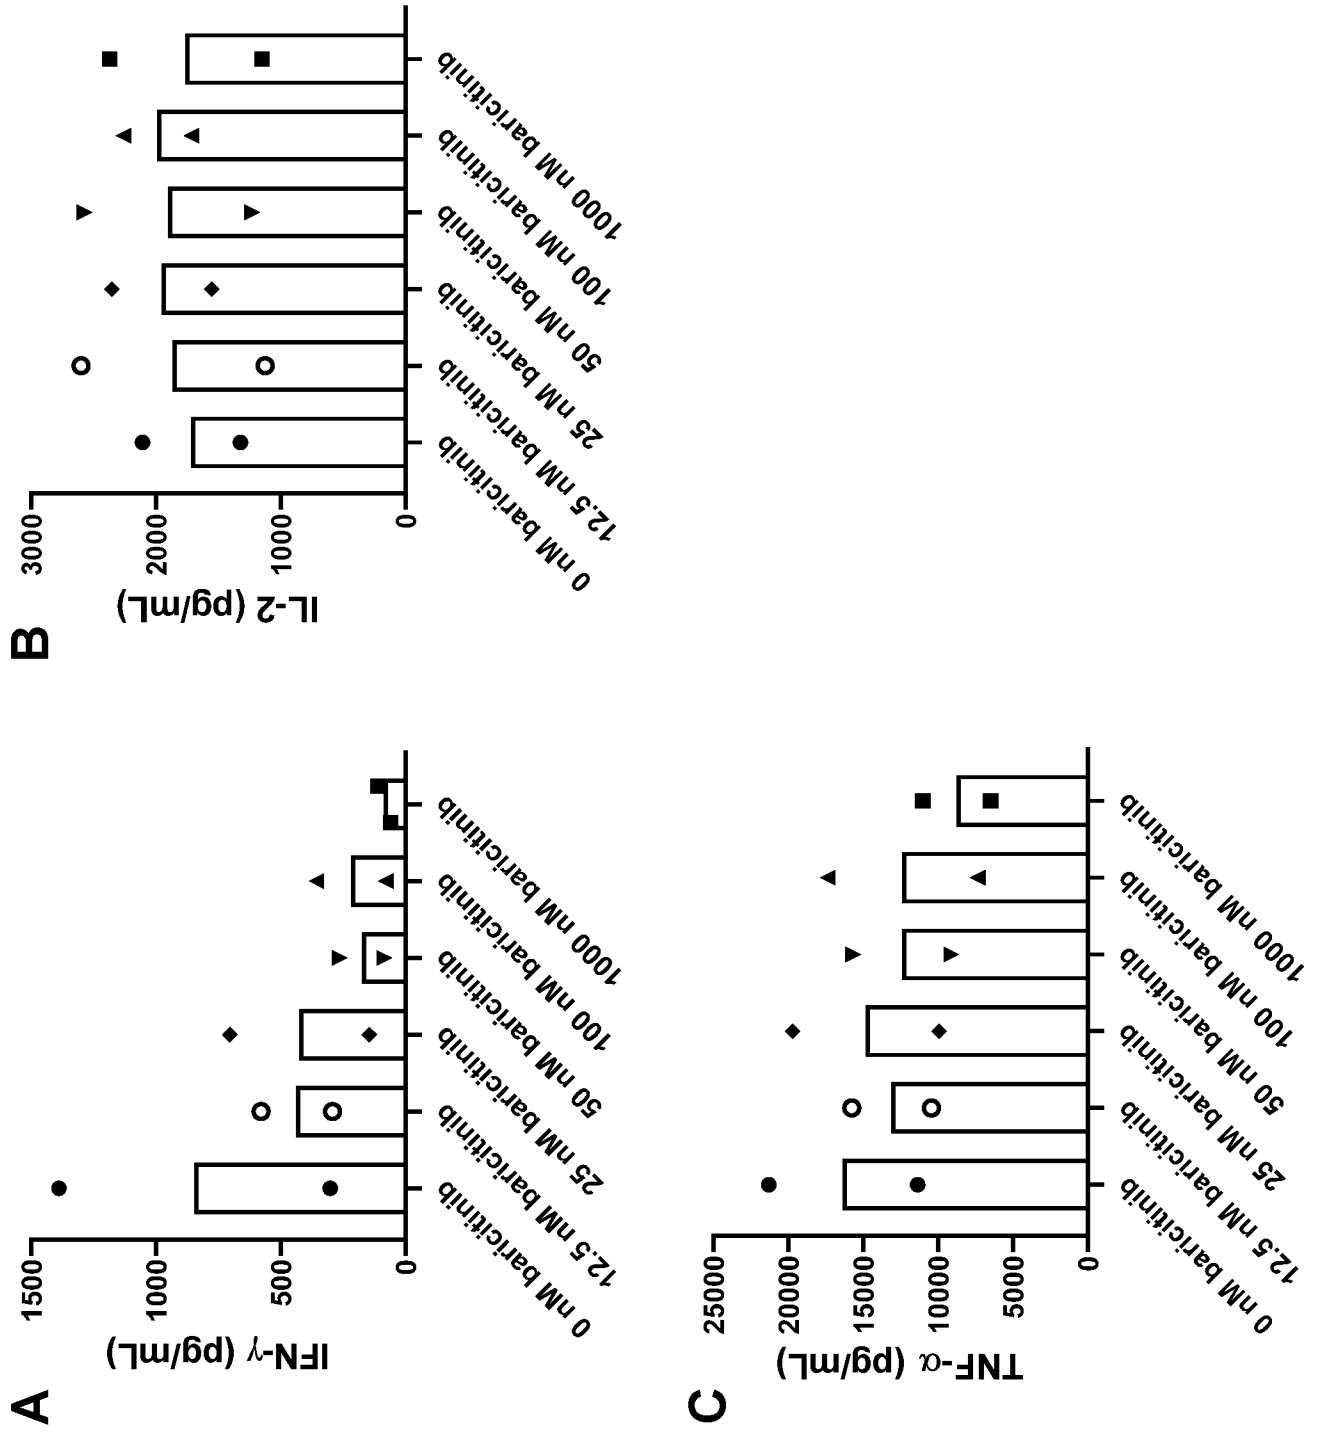 A
IFN-γ (pg/mL)
1500
1000
500
0
0 nM baricitinib
12.5 nM baricitinib
25 nM baricitinib
50 nM baricitinib
100 nM baricitinib
1000 nM baricitinib
B
IL-2 (pg/mL)
3000
2000
1000
0
0 nM baricitinib
12.5 nM baricitinib
25 nM baricitinib
50 nM baricitinib
100 nM baricitinib
1000 nM baricitinib
C
TNF-α (pg/mL)
25000
20000
15000
10000
5000
0
0 nM baricitinib
12.5 nM baricitinib
25 nM baricitinib
50 nM baricitinib
100 nM baricitinib
1000 nM baricitinib